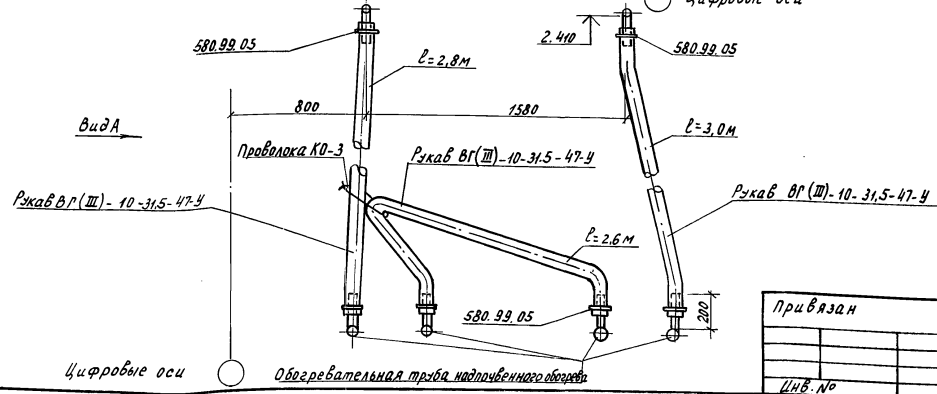 Цифровые оси
580.99.05
2.410
580.99.05
ℓ=2,8м
800
1580
Вид А
ℓ=3,0м
Проволока КО-3
Рукав ВГ(III)-10-31.5-47-У
Рукав ВГ(III)-10-31,5-47-У
Рукав ВГ(III)-10-31,5-47-У
ℓ=2,6м
200
580.99.05
Привязан
Цифровые оси
Обогревательная труба надпочвенного обогрева
Инв.№